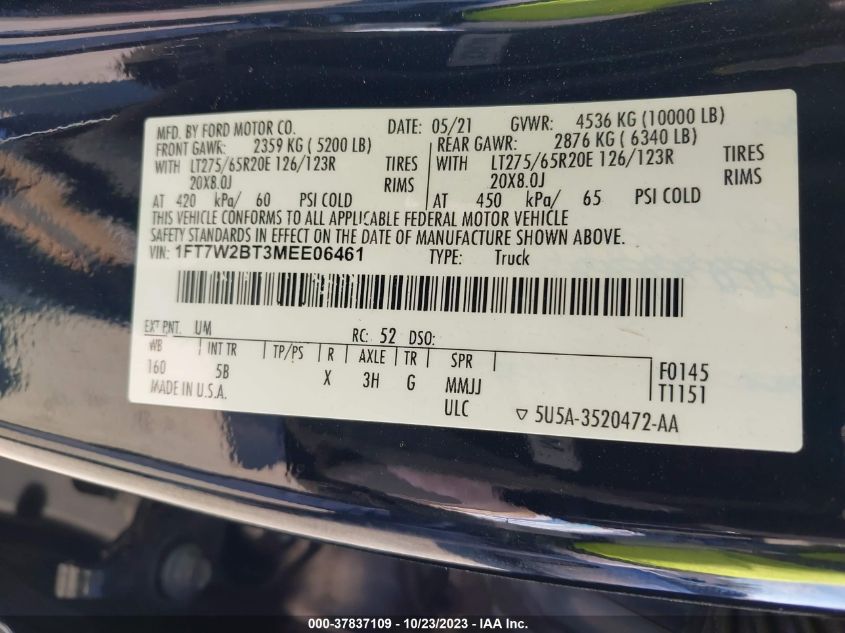 MFD. BY FORD MOTOR CO. DATE: 05/21 GVWR: 4536 KG (10000 LB)
FRONT GAWR: 2359 KG ( 5200 LB) REAR GAWR: 2876 KG ( 6340 LB)
WITH LT275/65R20E 126/123R TIRES WITH LT275/65R20E 126/123R TIRES
20X8.0J RIMS 20X8.0J RIMS
AT 420 kPa/ 60 PSI COLD AT 450 kPa/ 65 PSI COLD
THIS VEHICLE CONFORMS TO ALL APPLICABLE FEDERAL MOTOR VEHICLE
SAFETY STANDARDS IN EFFECT ON THE DATE OF MANUFACTURE SHOWN ABOVE.
VIN: 1FT7W2BT3MEE06461 TYPE: Truck
EXT PNT. UM RC: 52 DSO:
WB INT TR TP/PS R AXLE TR SPR F0145
160 5B X 3H G MMJJ T1151
MADE IN U.S.A. ULC ▽ 5U5A-3520472-AA
000-37837109 - 10/23/2023 - IAA Inc.